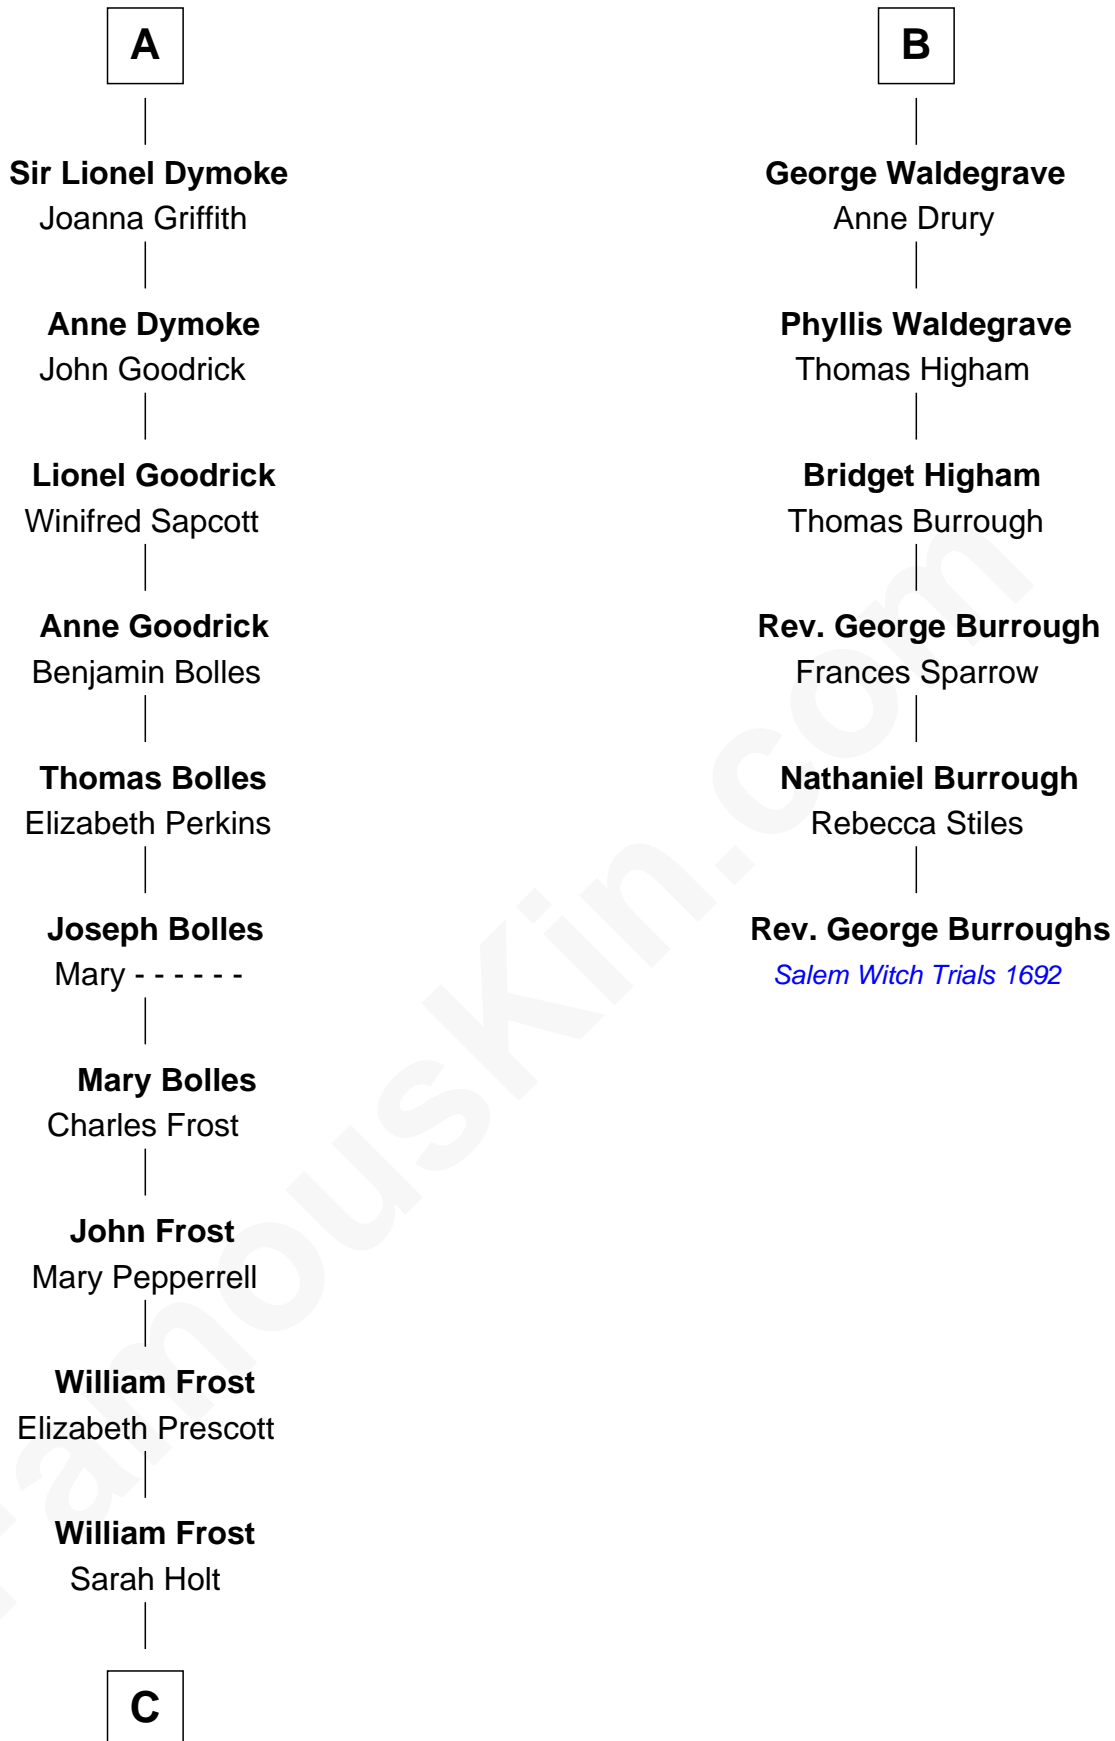 A
Sir Lionel Dymoke
Joanna Griffith
Anne Dymoke
John Goodrick
Lionel Goodrick
Winifred Sapcott
Anne Goodrick
Benjamin Bolles
Thomas Bolles
Elizabeth Perkins
Joseph Bolles
Mary - - - - - -
Mary Bolles
Charles Frost
John Frost
Mary Pepperrell
William Frost
Elizabeth Prescott
William Frost
Sarah Holt
C
B
George Waldegrave
Anne Drury
Phyllis Waldegrave
Thomas Higham
Bridget Higham
Thomas Burrough
Rev. George Burrough
Frances Sparrow
Nathaniel Burrough
Rebecca Stiles
Rev. George Burroughs
Salem Witch Trials 1692
FamousKin.com